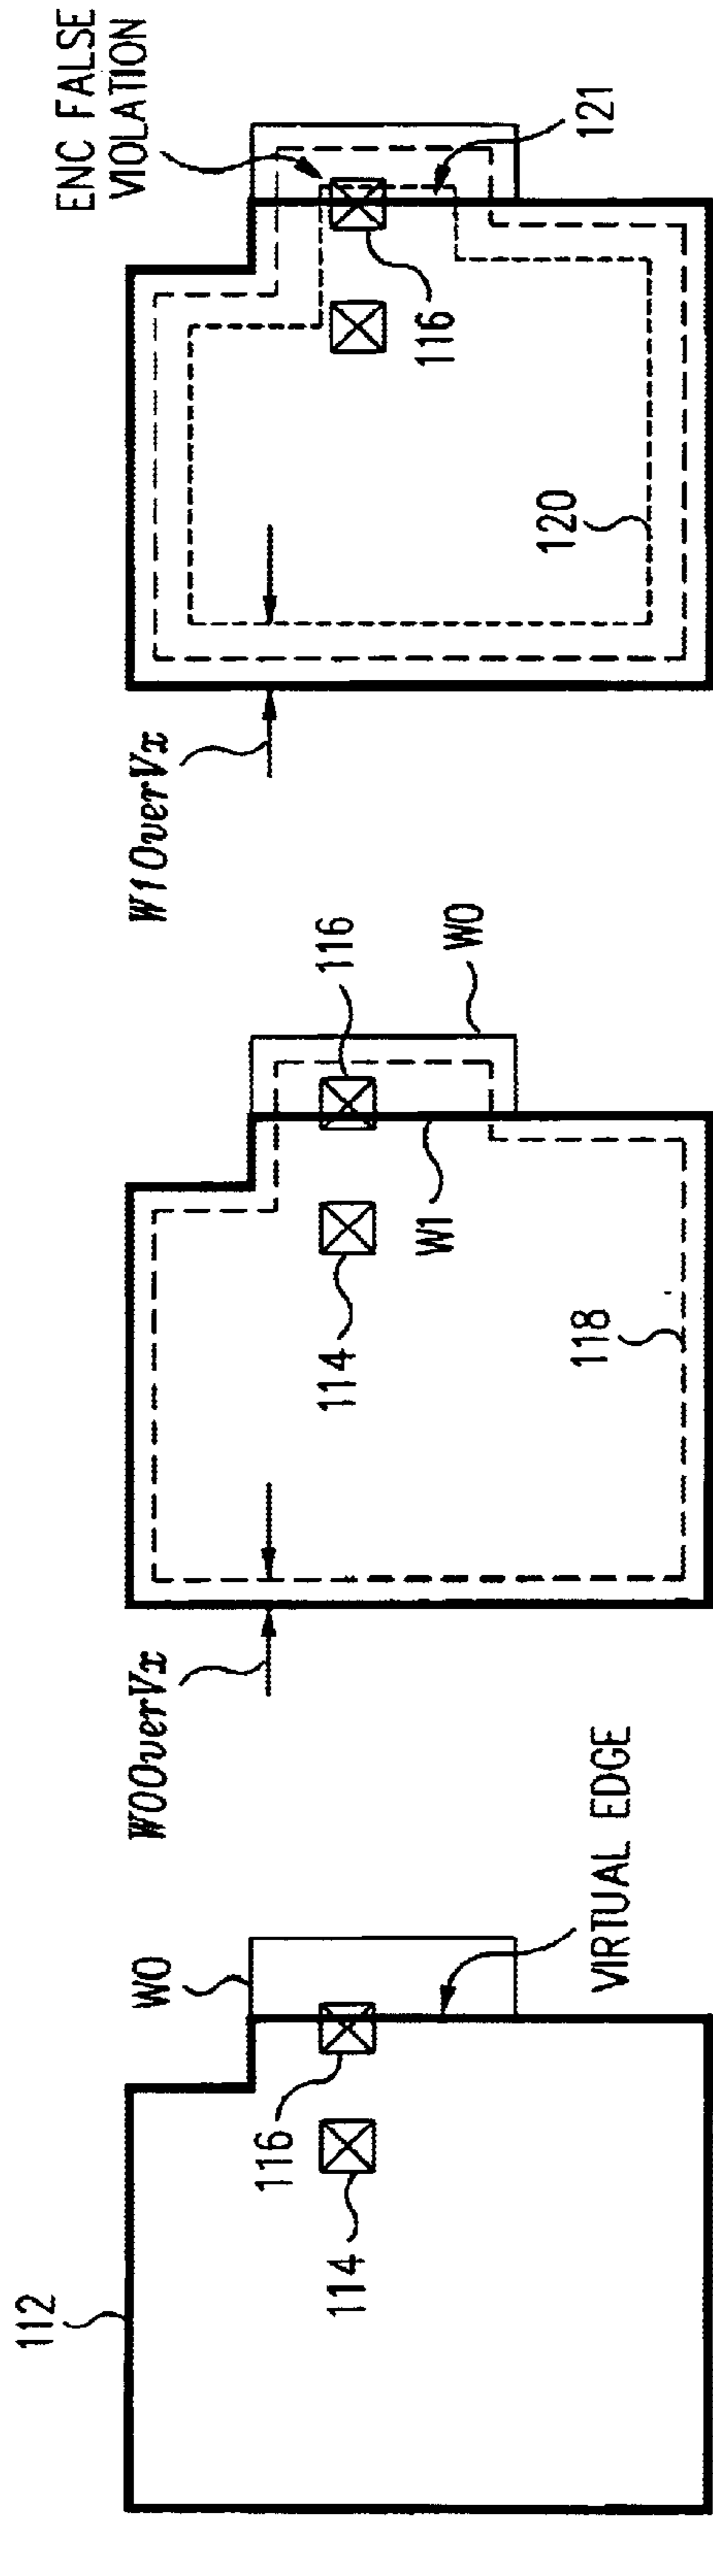 112
W0
116
114
VIRTUAL EDGE
W0OverVx
116
W0
W1
114
118
W1OverVx
ENC FALSE
VIOLATION
121
116
120